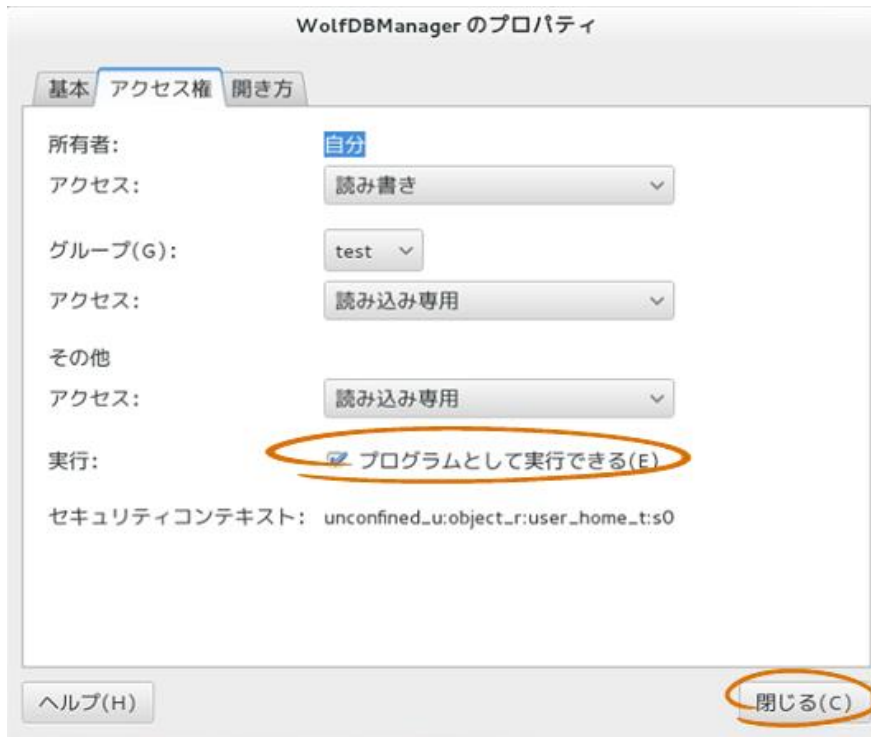 WolfDBManager のプロパティ
基本 アクセス権 開き方
所有者: 自分
アクセス: 読み書き
グループ(G): test
アクセス: 読み込み専用
その他
アクセス: 読み込み専用
実行: プログラムとして実行できる(E)
セキュリティコンテキスト: unconfined_u:object_r:user_home_t:s0
ヘルプ(H) 閉じる(C)